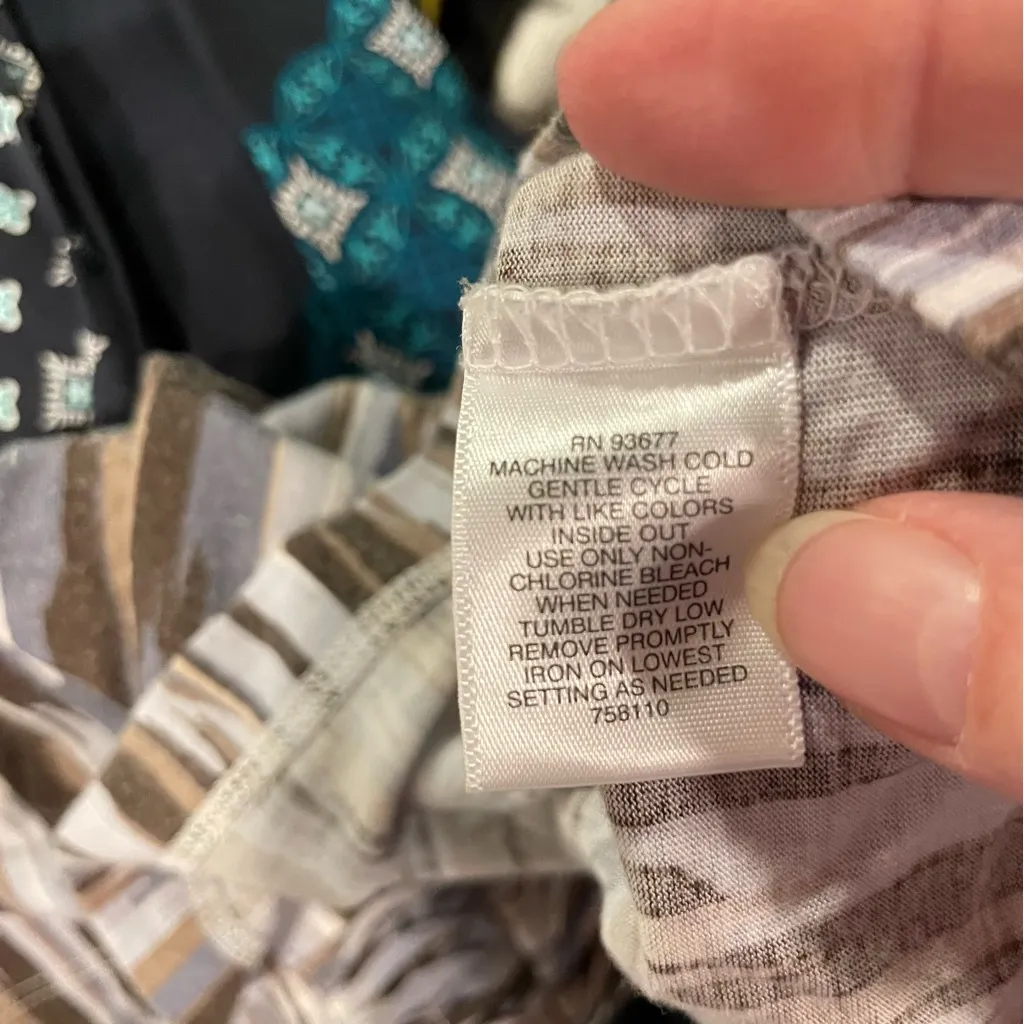 RN 93677
MACHINE WASH COLD
GENTLE CYCLE
WITH LIKE COLORS
INSIDE OUT
USE ONLY NON-
CHLORINE BLEACH
WHEN NEEDED
TUMBLE DRY LOW
REMOVE PROMPTLY
IRON ON LOWEST
SETTING AS NEEDED
758110